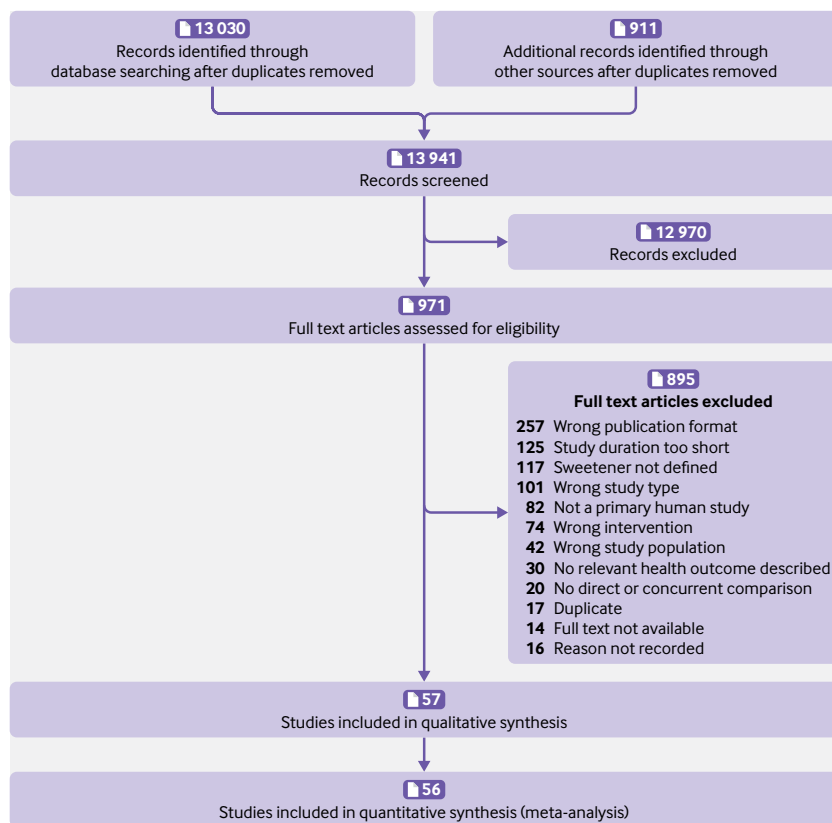 13 030
Records identified through
database searching after duplicates removed
911
Additional records identified through
other sources after duplicates removed
13 941
Records screened
12 970
Records excluded
971
Full text articles assessed for eligibility
895
Full text articles excluded
257 Wrong publication format
125 Study duration too short
117 Sweetener not defined
101 Wrong study type
82 Not a primary human study
74 Wrong intervention
42 Wrong study population
30 No relevant health outcome described
20 No direct or concurrent comparison
17 Duplicate
14 Full text not available
16 Reason not recorded
57
Studies included in qualitative synthesis
56
Studies included in quantitative synthesis (meta-analysis)